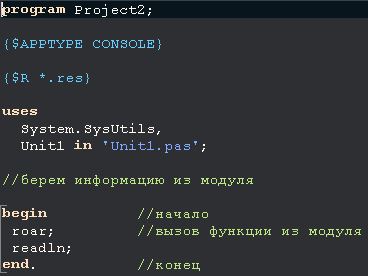 program Project2;
{$APPTYPE CONSOLE}
{$R *.res}
uses
System.SysUtils,
Unit1 in 'Unit1.pas';
//берем информацию из модуля
begin //начало
roar; //вызов функции из модуля
readln;
end. //конец